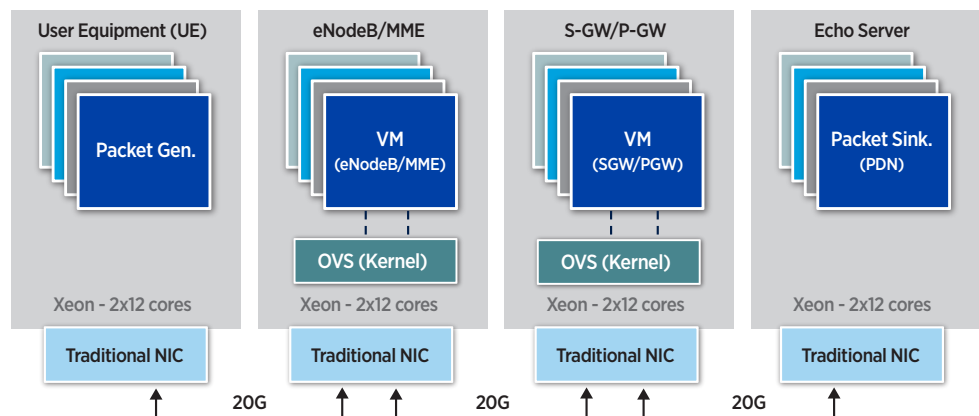 User Equipment (UE)
Packet Gen.
Xeon - 2x12 cores
Traditional NIC
eNodeB/MME
VM
(eNodeB/MME)
OVS (Kernel)
Xeon - 2x12 cores
Traditional NIC
S-GW/P-GW
VM
(SGW/PGW)
OVS (Kernel)
Xeon - 2x12 cores
Traditional NIC
Echo Server
Packet Sink.
(PDN)
Xeon - 2x12 cores
Traditional NIC
20G
20G
20G